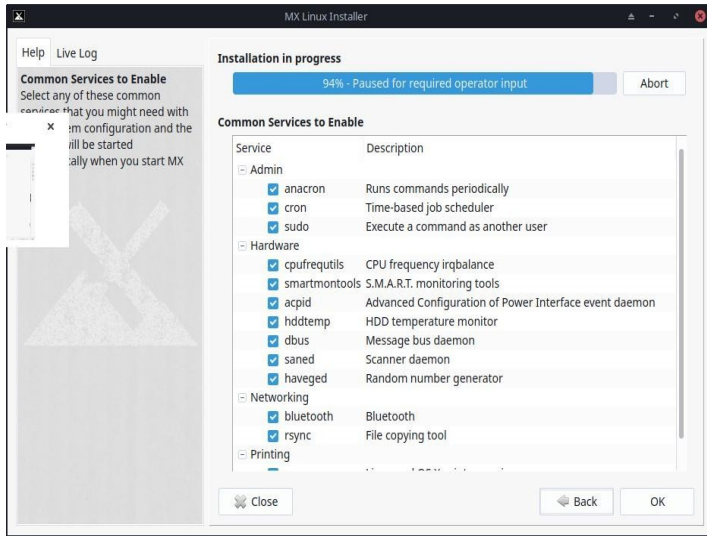 MX Linux Installer
Help Live Log
Common Services to Enable
Select any of these common
services that you might need with
em configuration and the
will be started
cally when you start MX
x
Installation in progress
94% - Paused for required operator input
Abort
Common Services to Enable
Service Description
Admin
anacron Runs commands periodically
cron Time-based job scheduler
sudo Execute a command as another user
Hardware
cpufrequtils CPU frequency irqbalance
smartmontools S.M.A.R.T. monitoring tools
acpid Advanced Configuration of Power Interface event daemon
hddtemp HDD temperature monitor
dbus Message bus daemon
saned Scanner daemon
haveged Random number generator
Networking
bluetooth Bluetooth
rsync File copying tool
Printing
Close
Back
OK